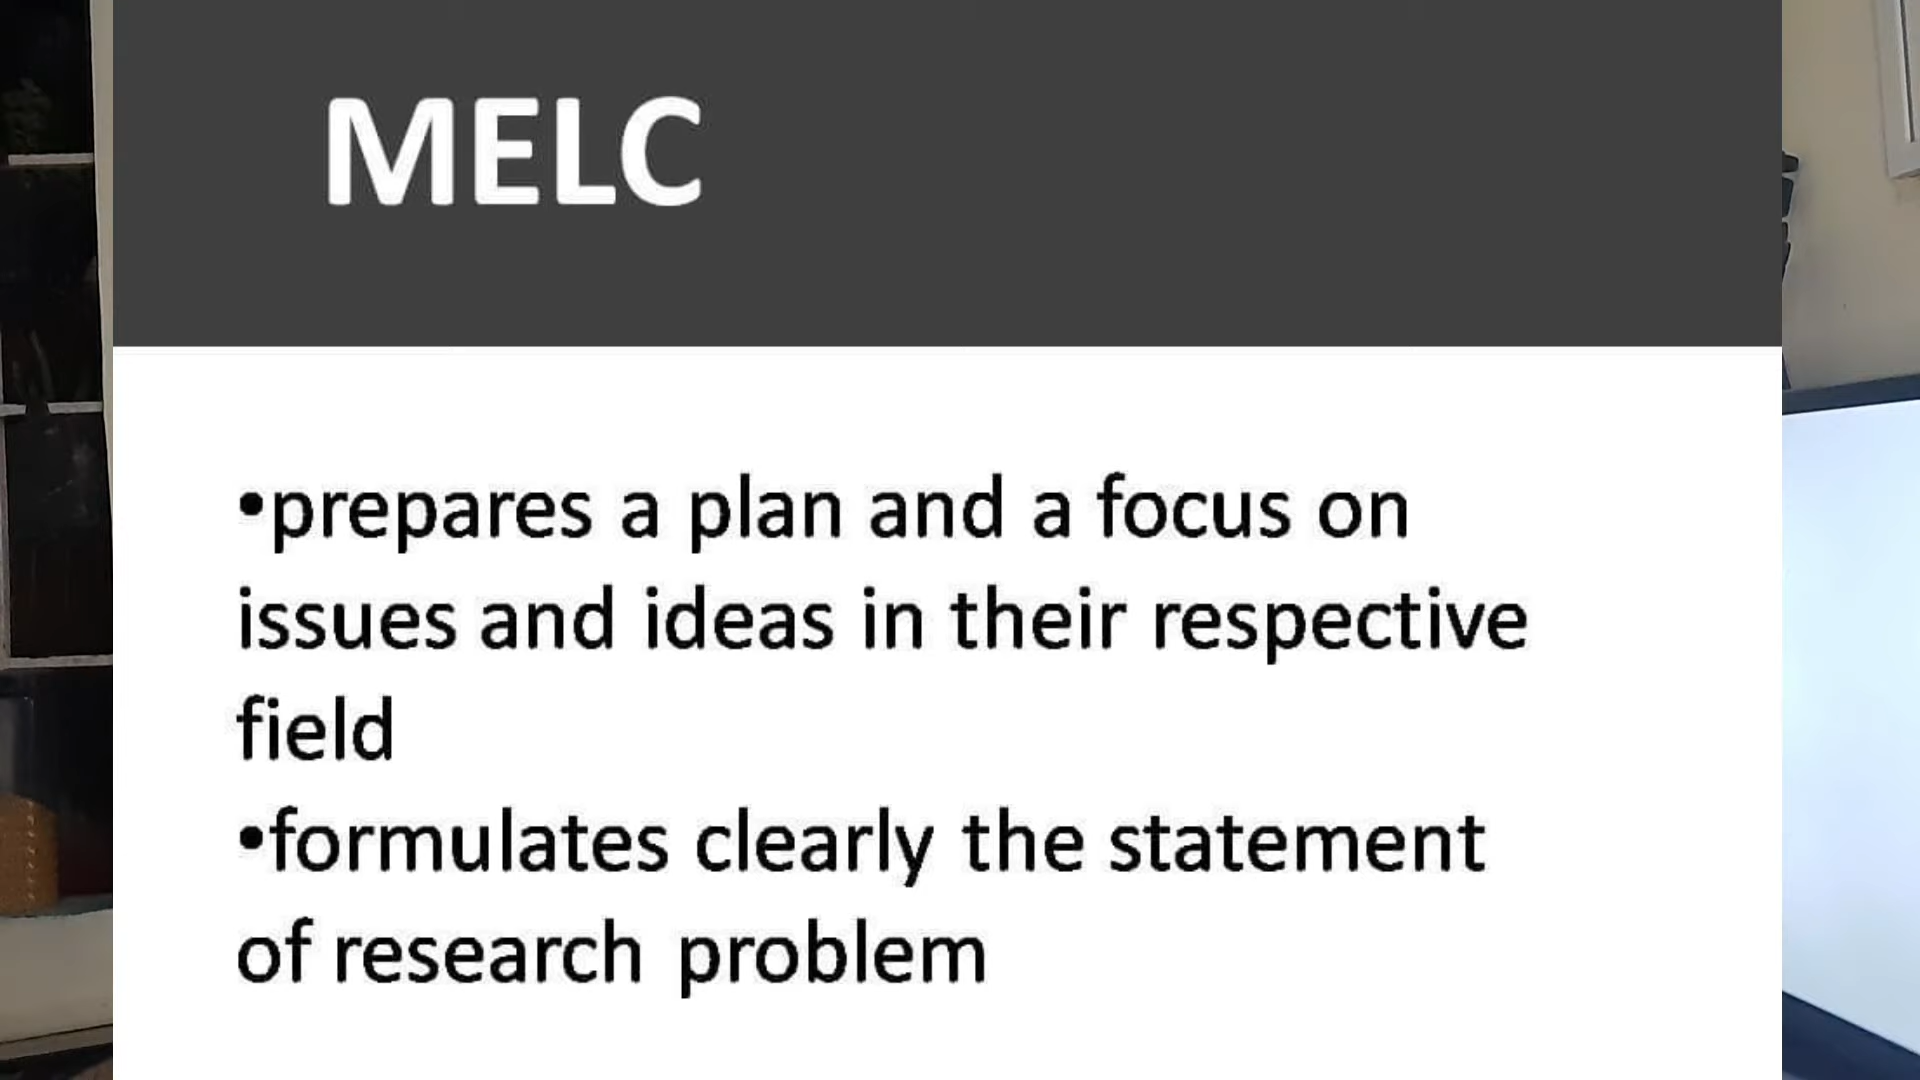 MELC
•prepares a plan and a focus on
issues and ideas in their respective
field
•formulates clearly the statement
of research problem